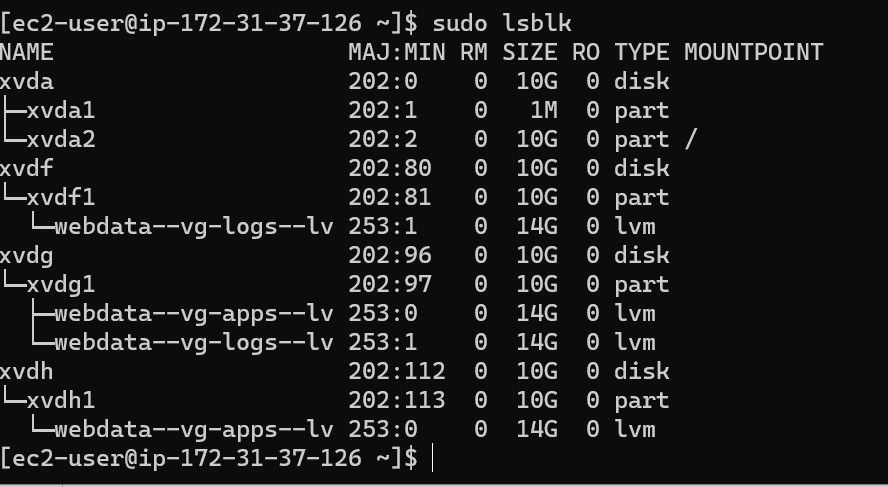 [ec2-user@ip-172-31-37-126 ~]$ sudo lsblk
NAME                     MAJ:MIN RM SIZE RO TYPE MOUNTPOINT
xvda                     202:0    0  10G  0 disk
├─xvda1                  202:1    0   1M  0 part
└─xvda2                  202:2    0  10G  0 part /
xvdf                     202:80   0  10G  0 disk
└─xvdf1                  202:81   0  10G  0 part
  └─webdata--vg-logs--lv 253:1    0  14G  0 lvm
xvdg                     202:96   0  10G  0 disk
└─xvdg1                  202:97   0  10G  0 part
  ├─webdata--vg-apps--lv 253:0    0  14G  0 lvm
  └─webdata--vg-logs--lv 253:1    0  14G  0 lvm
xvdh                     202:112  0  10G  0 disk
└─xvdh1                  202:113  0  10G  0 part
  └─webdata--vg-apps--lv 253:0    0  14G  0 lvm
[ec2-user@ip-172-31-37-126 ~]$